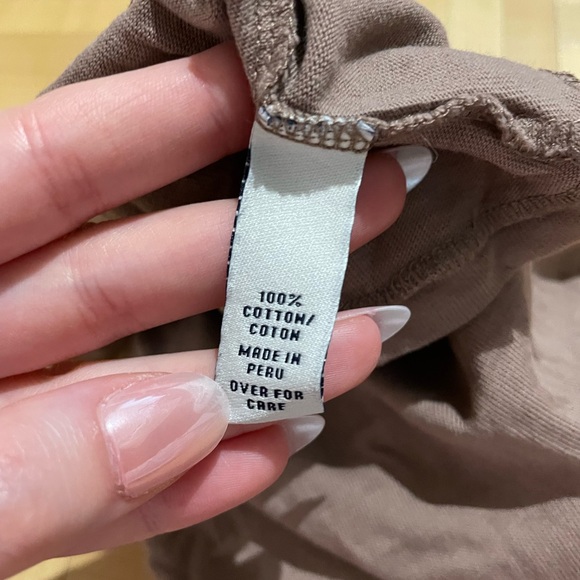 100%
COTTON/
COTON
MADE IN
PERU
OVER FOR
CARE